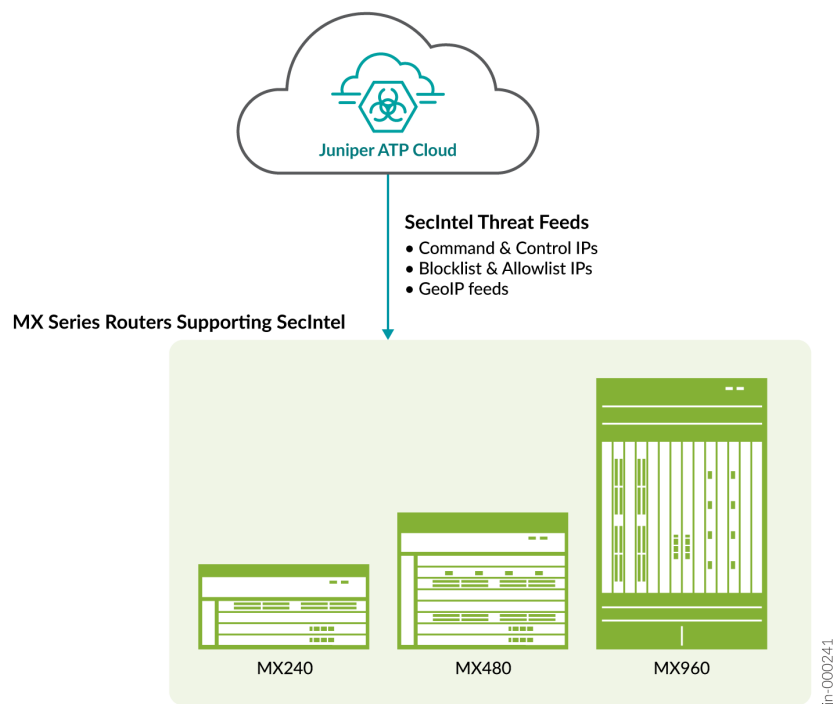 Juniper ATP Cloud
SecIntel Threat Feeds
• Command & Control IPs
• Blocklist & Allowlist IPs
• GeoIP feeds
MX Series Routers Supporting SecIntel
MX240
MX480
MX960
in-000241